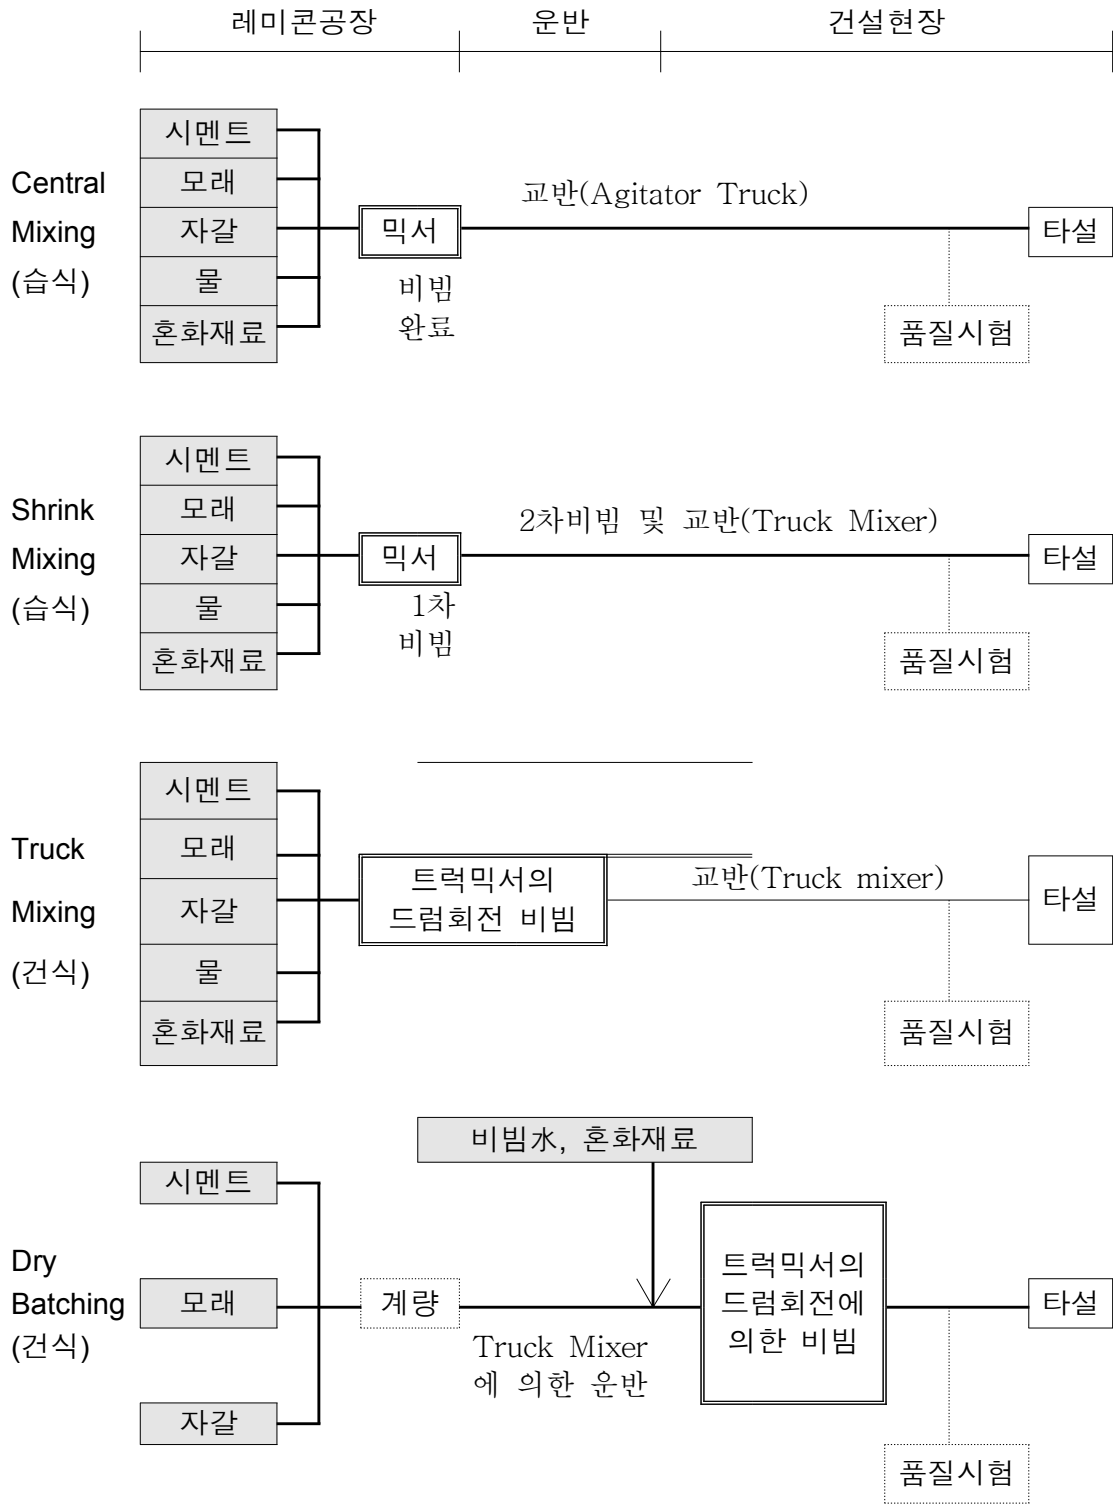 레미콘공장 운반 건설현장
시멘트
Central
모래
교반(Agitator Truck)
Mixing
자갈
믹서
타설
(습식)
물
비빔
완료
혼화재료
품질시험
시멘트
Shrink
모래
2차비빔 및 교반(Truck Mixer)
Mixing
자갈
믹서
타설
(습식)
물
1차
비빔
혼화재료
품질시험
시멘트
Truck
모래
트럭믹서의
드럼회전 비빔
교반(Truck mixer)
타설
Mixing
자갈
(건식)
물
혼화재료
품질시험
비빔水, 혼화재료
시멘트
Dry
Batching
(건식)
모래
계량
Truck Mixer
에 의한 운반
트럭믹서의
드럼회전에
의한 비빔
타설
자갈
품질시험